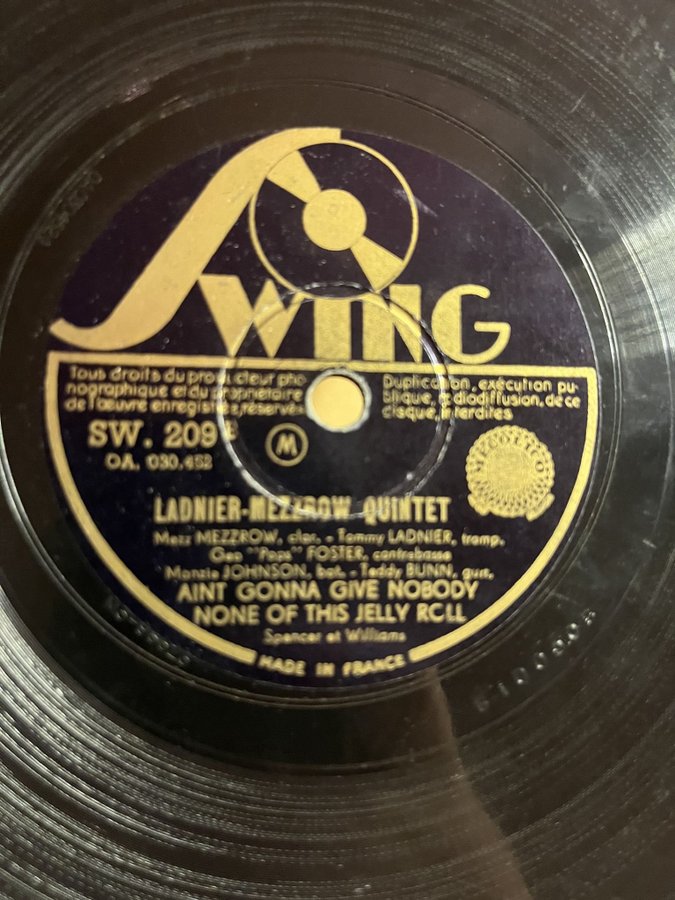 SWING
Tous droits du producteur pho-
nographique et du propriétaire
de l'œuvre enregistrée réservés
Duplication, exécution pu-
blique, radiodiffusion, de ce
disque, interdites
SW. 209
OA. 030.452
M
LADNIER-MEZZROW QUINTET
Mezz MEZZROW, clar. - Tommy LADNIER, tromp.
Geo "Pops" FOSTER, contrebasse
Manzie JOHNSON, bat. - Teddy BUNN, guit.
AINT GONNA GIVE NOBODY
NONE OF THIS JELLY ROLL
Spencer et Williams
MADE IN FRANCE